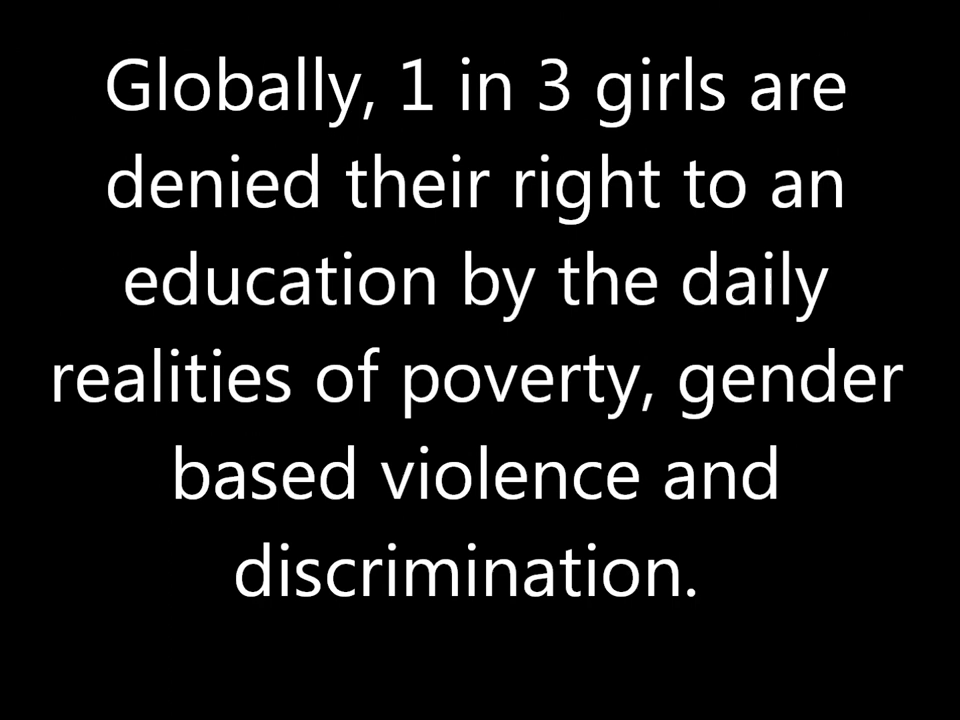 Globally, 1 in 3 girls are
denied their right to an
education by the daily
realities of poverty, gender
based violence and
discrimination.